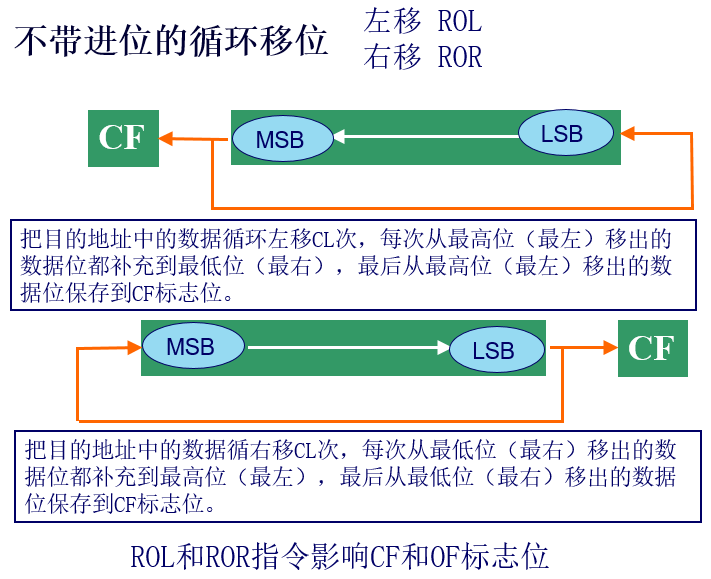 不带进位的循环移位
左移 ROL
右移 ROR
CF
MSB
LSB
把目的地址中的数据循环左移CL次，每次从最高位（最左）移出的
数据位都补充到最低位（最右），最后从最高位（最左）移出的数
据位保存到CF标志位。
MSB
LSB
CF
把目的地址中的数据循右移CL次，每次从最低位（最右）移出的数
据位都补充到最高位（最左），最后从最低位（最右）移出的数据
位保存到CF标志位。
ROL和ROR指令影响CF和OF标志位